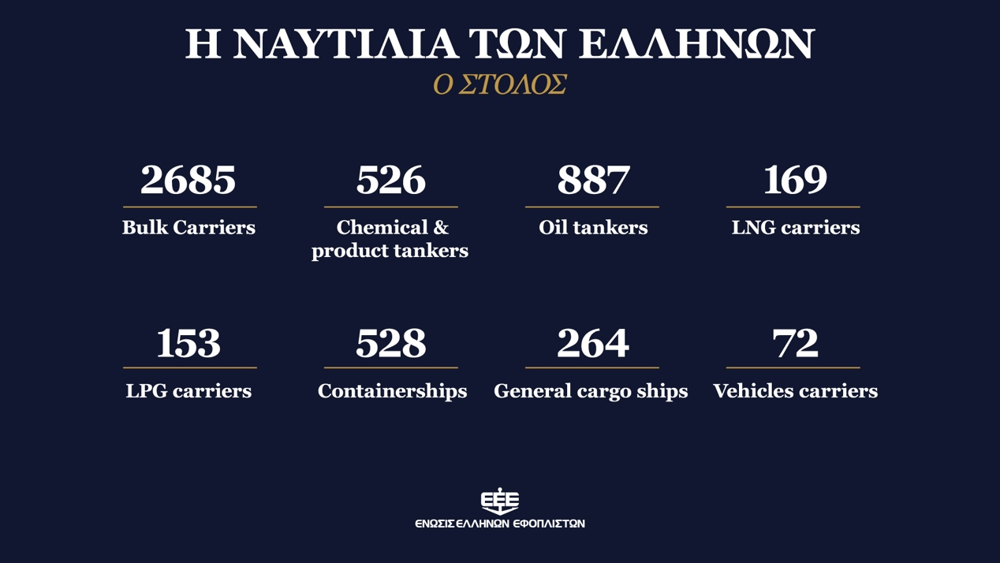 Η ΝΑΥΤΙΛΙΑ ΤΩΝ ΕΛΛΗΝΩΝ
Ο ΣΤΟΛΟΣ
2685
Bulk Carriers
526
Chemical &
product tankers
887
Oil tankers
169
LNG carriers
153
LPG carriers
528
Containerships
264
General cargo ships
72
Vehicles carriers
ΕΕΕ
ΕΝΩΣΙΣ ΕΛΛΗΝΩΝ ΕΦΟΠΛΙΣΤΩΝ